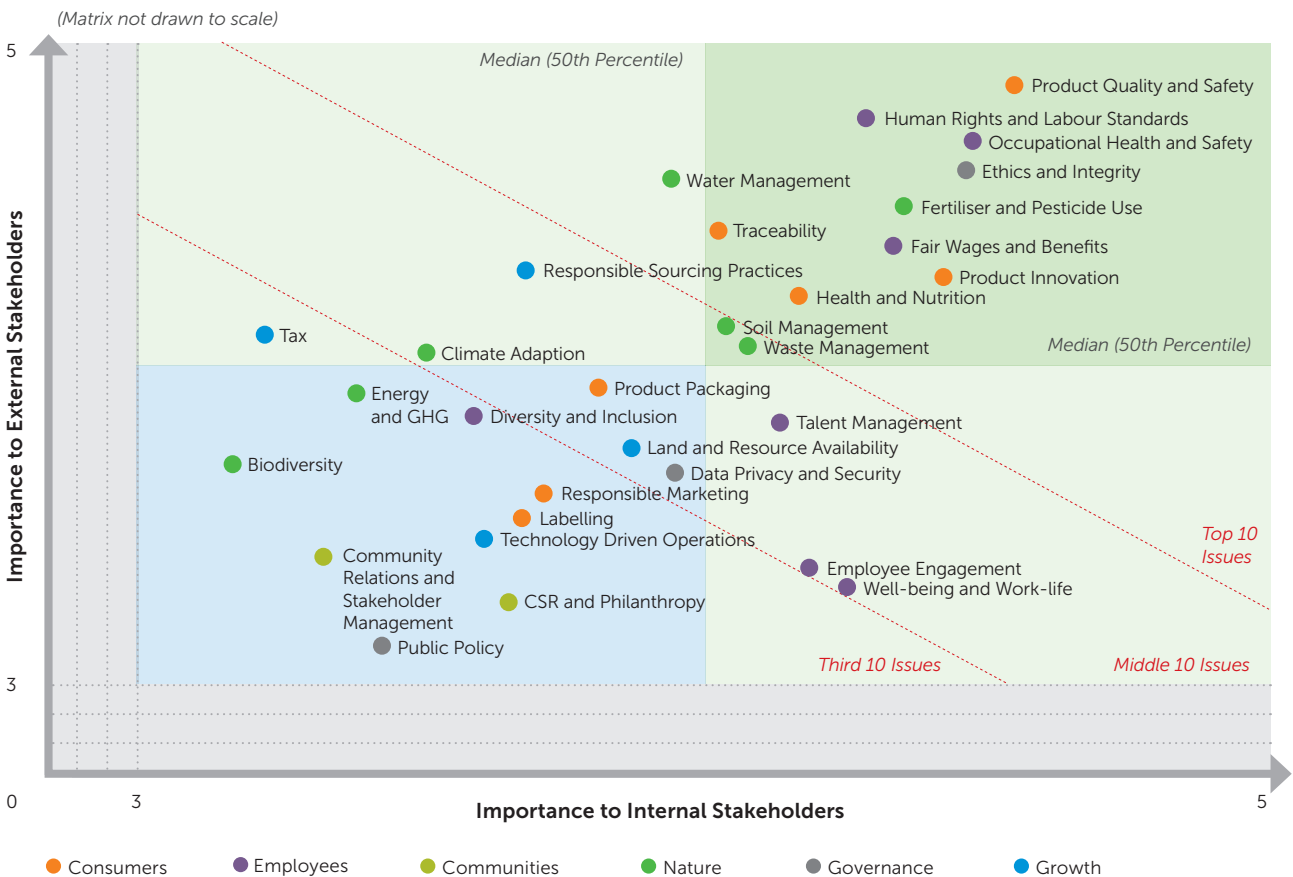 (Matrix not drawn to scale)
5
Median (50th Percentile)
Product Quality and Safety
Human Rights and Labour Standards
Occupational Health and Safety
Ethics and Integrity
Water Management
Fertiliser and Pesticide Use
Traceability
Fair Wages and Benefits
Responsible Sourcing Practices
Product Innovation
Health and Nutrition
Soil Management
Tax
Waste Management
Median (50th Percentile)
Climate Adaption
Product Packaging
Energy
and GHG
Diversity and Inclusion
Talent Management
Land and Resource Availability
Biodiversity
Data Privacy and Security
Responsible Marketing
Labelling
Technology Driven Operations
Top 10
Issues
Community
Relations and
Stakeholder
Management
Employee Engagement
Well-being and Work-life
CSR and Philanthropy
Public Policy
Third 10 Issues
Middle 10 Issues
Importance to External Stakeholders
3
0
3
Importance to Internal Stakeholders
5
Consumers
Employees
Communities
Nature
Governance
Growth